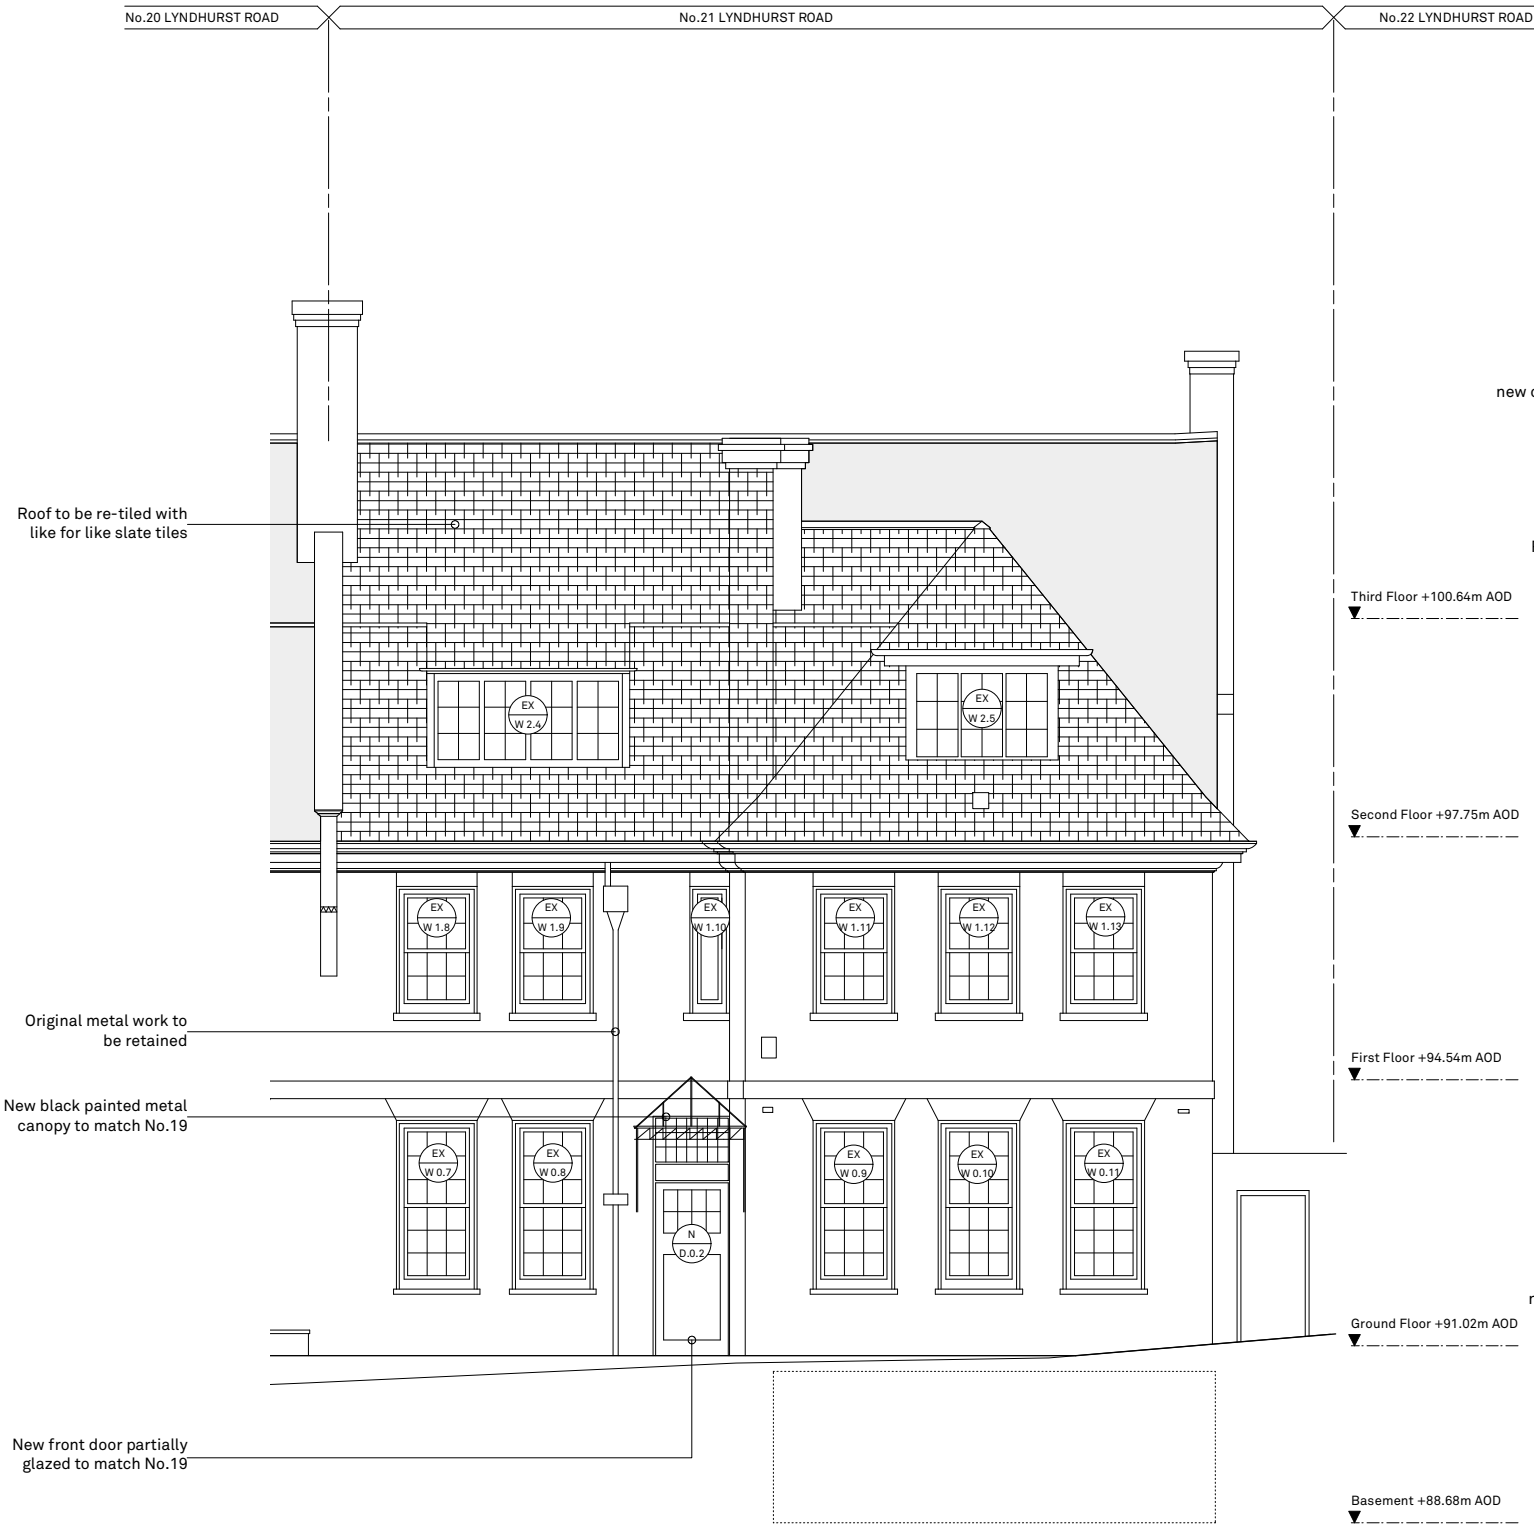 No.20 LYNDHURST ROAD
No.21 LYNDHURST ROAD
No.22 LYNDHURST ROAD
new
Roof to be re-tiled with
like for like slate tiles
Third Floor +100.64m AOD
EX
W 2.4
EX
W 2.5
Second Floor +97.75m AOD
EX
W 1.8
EX
W 1.9
EX
W 1.10
EX
W 1.11
EX
W 1.12
EX
W 1.13
Original metal work to
be retained
First Floor +94.54m AOD
New black painted metal
canopy to match No.19
EX
W 0.7
EX
W 0.8
EX
W 0.9
EX
W 0.10
EX
W 0.11
N
D.0.2
Ground Floor +91.02m AOD
New front door partially
glazed to match No.19
Basement +88.68m AOD